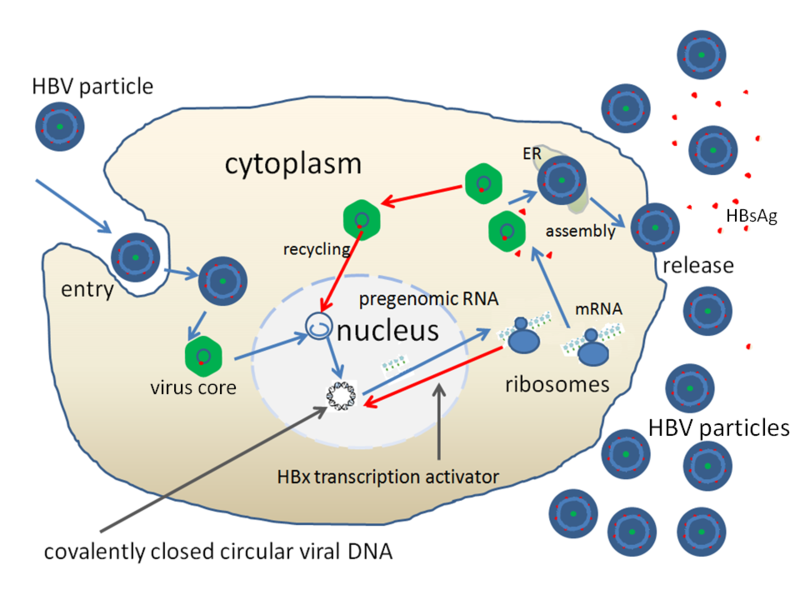 HBV particle
cytoplasm
ER
HBsAg
recycling
assembly
entry
release
pregenomic RNA
mRNA
nucleus
virus core
ribosomes
HBV particles
HBx transcription activator
covalently closed circular viral DNA